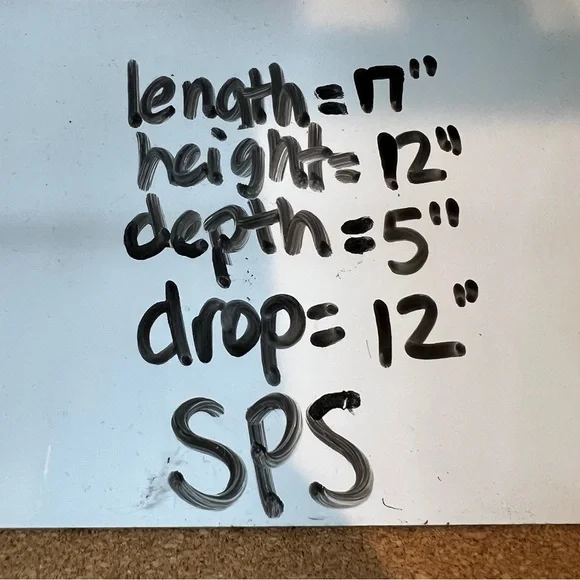 length = 17"
height = 12"
depth = 5"
drop = 12"
SPS